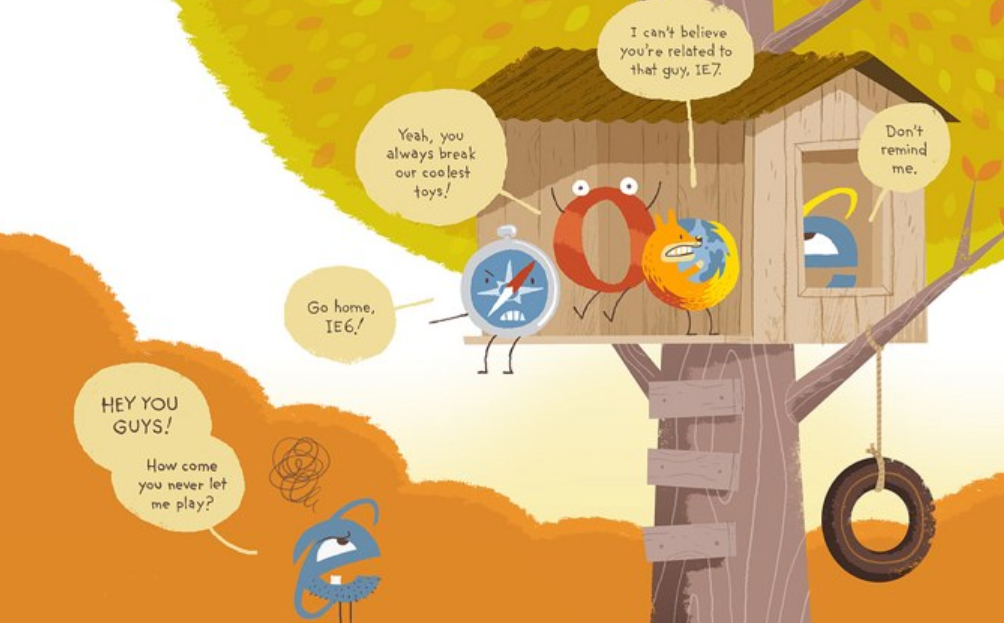 HEY YOU
GUYS!
How come
you never let
me play?
Go home,
IE6!
Yeah, you
always break
our coolest
toys!
I can't believe
you're related to
that guy, IE7.
Don't
remind
me.